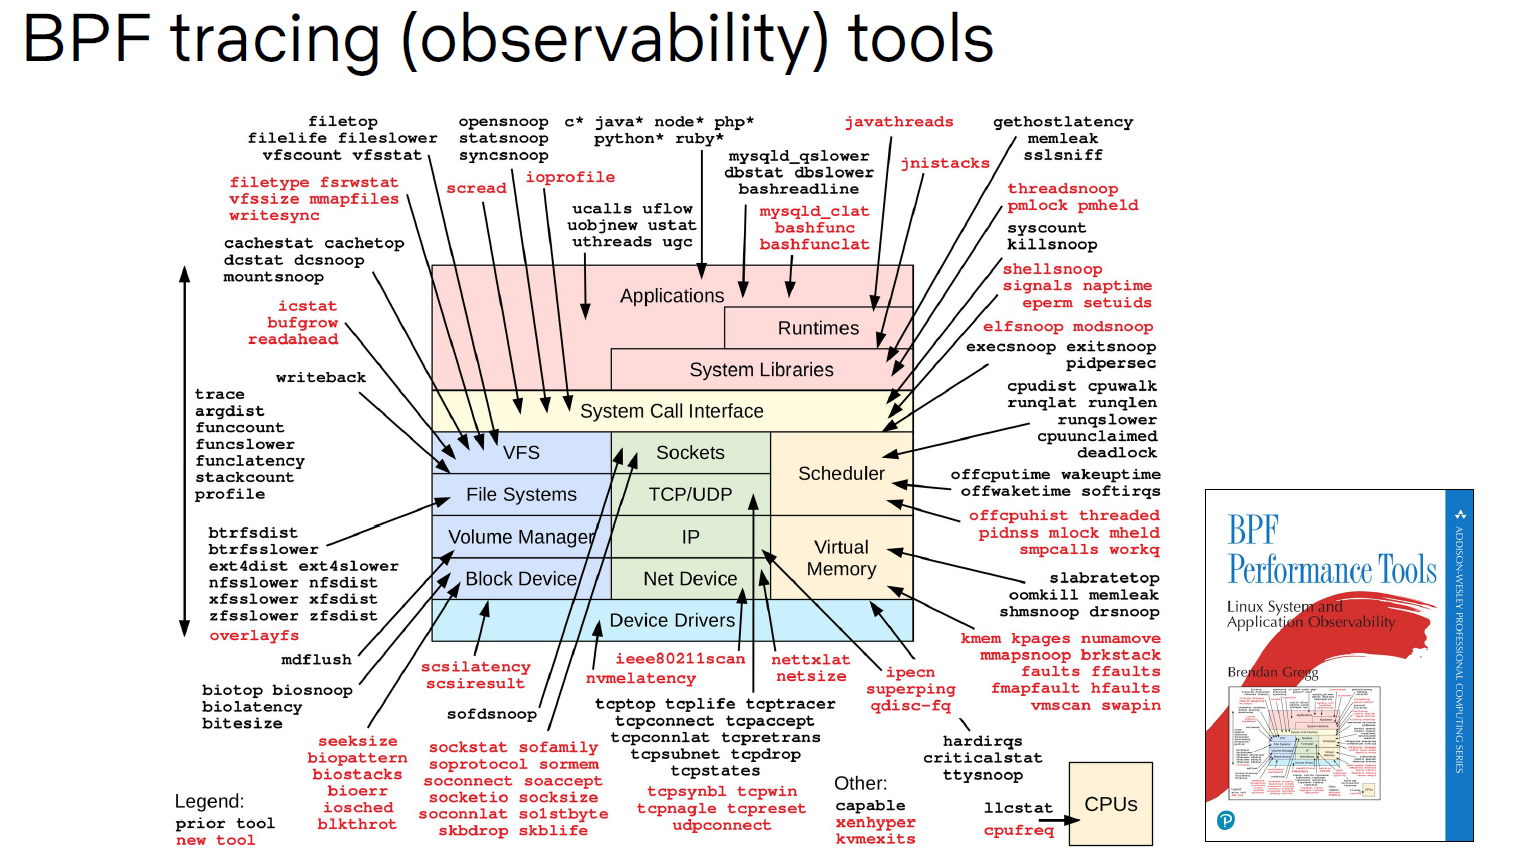 BPF tracing (observability) tools
filetop
filelife fileslower
vfscount vfsstat
opensnoop
statsnoop
syncsnoop
c* java* node* php*
python* ruby*
javathreads
gethostlatency
memleak
sslsniff
filetype fsrwstat
vfssize mmapfiles
writesync
scread
ioprofile
mysqld_qslower
dbstat dbslower
bashreadline
jnistacks
threadsnoop
pmlock pmheld
ucalls uflow
uobjnew ustat
uthreads ugc
mysqld_clat
bashfunc
bashfunclat
syscount
killsnoop
cachestat cachetop
dcstat dcsnoop
mountsnoop
shellsnoop
signals naptime
eperm setuids
icstat
bufgrow
readahead
elfsnoop modsnoop
execsnoop exitsnoop
pidpersec
writeback
cpudist cpuwalk
runqlat runqlen
runqslower
cpuunclaimed
deadlock
trace
argdist
funccount
funcslower
funclatency
stackcount
profile
offcputime wakeuptime
offwaketime softirqs
offcpuhist threaded
pidnss mlock mheld
smpcalls workq
btrfsdist
btrfsslower
ext4dist ext4slower
nfsslower nfsdist
xfsslower xfsdist
zfsslower zfsdist
overlayfs
slabratetop
oomkill memleak
shmsnoop drsnoop
Applications
Runtimes
System Libraries
System Call Interface
VFS
Sockets
Scheduler
File Systems
TCP/UDP
Volume Manager
IP
Virtual
Memory
Block Device
Net Device
Device Drivers
mdflush
biotop biosnoop
biolatency
bitesize
scsilatency
scsiresult
ieee80211scan
nvmelatency
nettxlat
netsize
ipecn
superping
qdisc-fq
kmem kpages numamove
mmapsnoop brkstack
faults ffaults
fmapfault hfaults
vmscan swapin
sofdsnoop
tcptop tcplife tcptracer
tcpconnect tcpaccept
tcpconnlat tcpretrans
tcpsubnet tcpdrop
tcpstates
hardirqs
criticalstat
ttysnoop
seeksize
biopattern
biostacks
bioerr
iosched
blkthrot
sockstat sofamily
soprotocol sormem
soconnect soaccept
socketio socksize
soconnlat so1stbyte
skbdrop skblife
tcpsynbl tcpwin
tcpnagle tcpreset
udpconnect
Legend:
prior tool
new tool
Other:
capable
xenhyper
kvmexits
llcstat
cpufreq
CPUs
BPF
Performance Tools
Linux System and
Application Observability
Brendan Gregg
ADDISON-WESLEY PROFESSIONAL COMPUTING SERIES
P